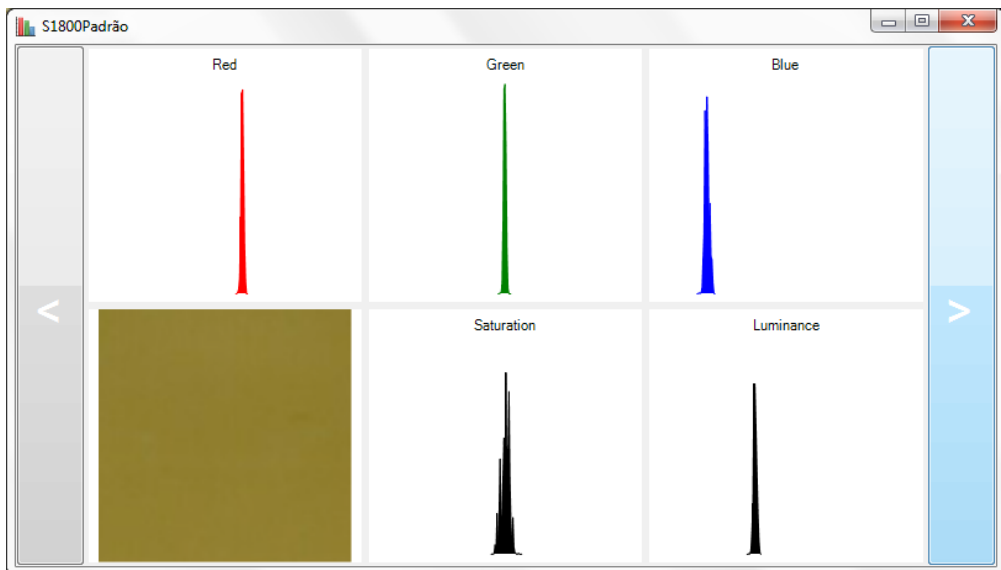 S1800Padrão
Red
Green
Blue
<
>
Saturation
Luminance